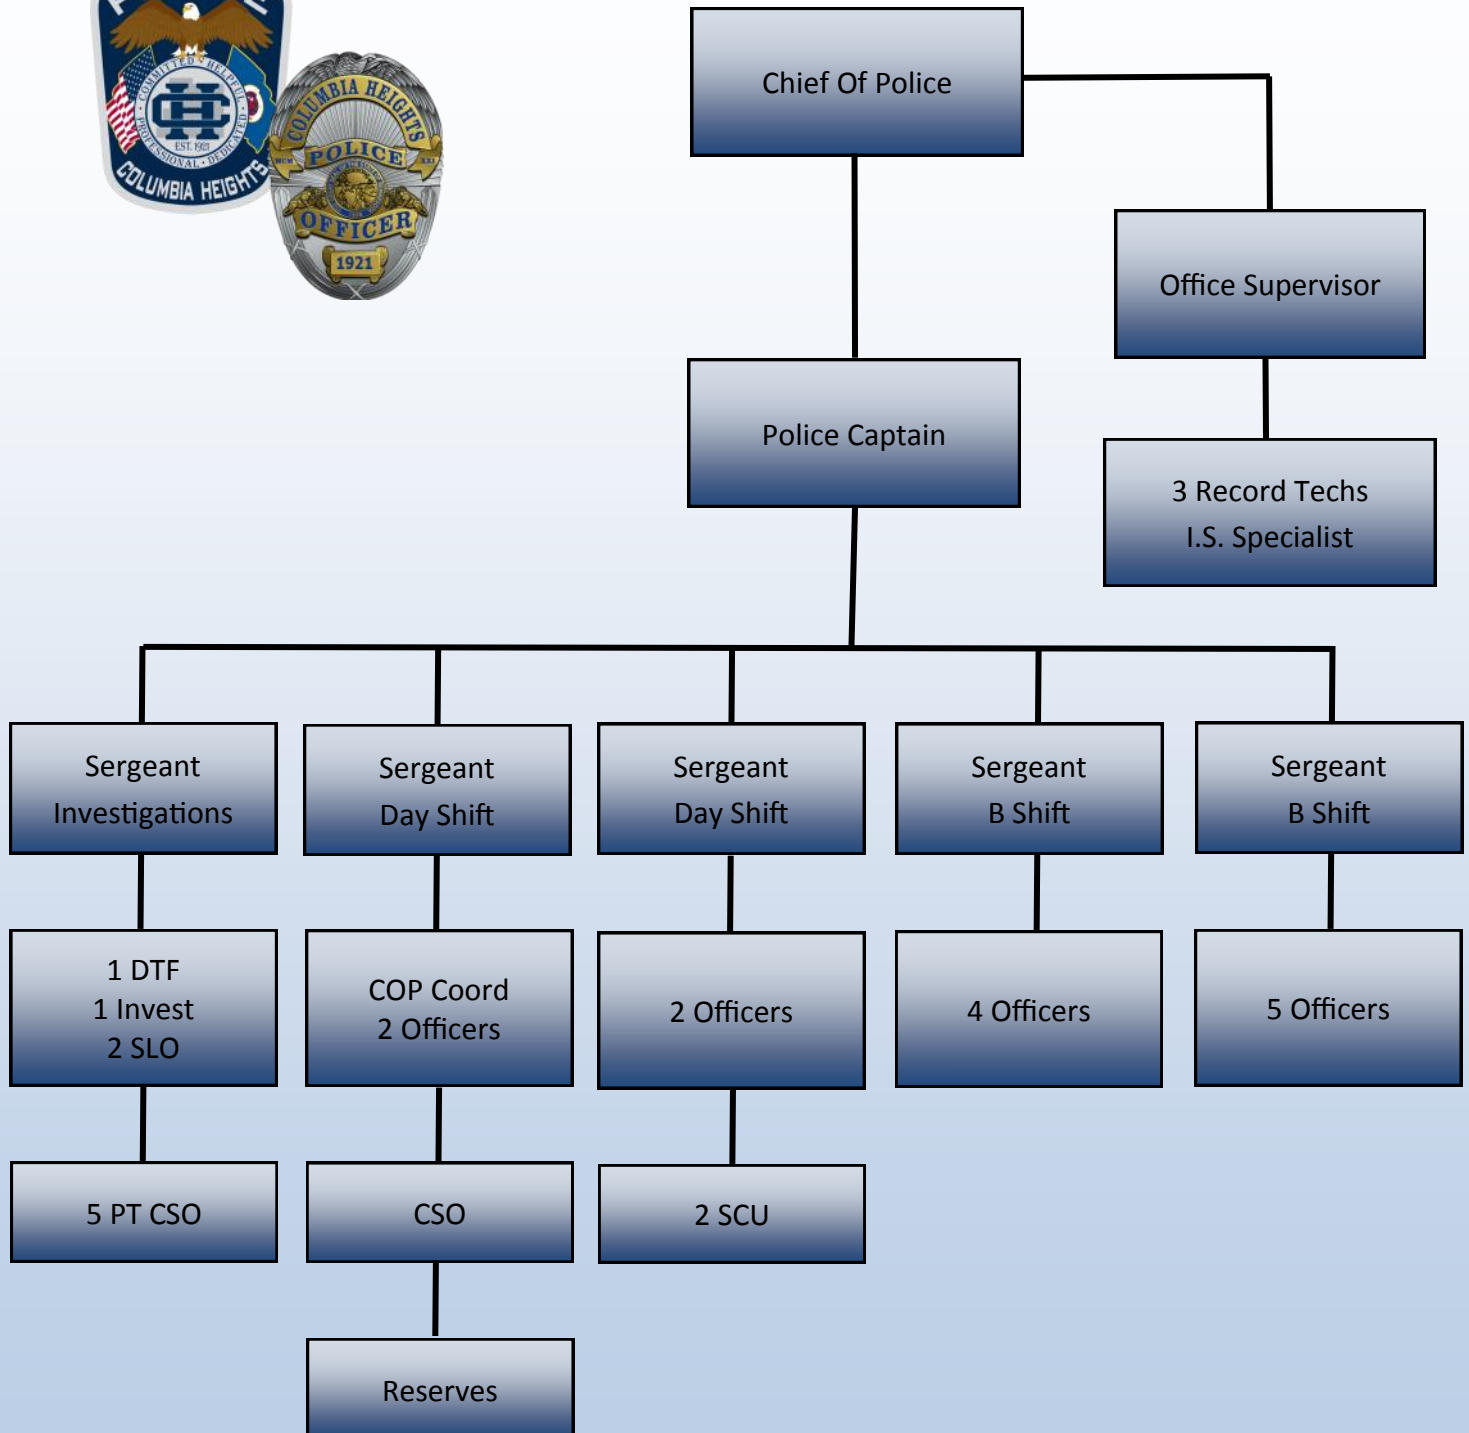 COMMITTED • HELPFUL
PROFESSIONAL • DEDICATED
CH
EST. 1921
COLUMBIA HEIGHTS
COLUMBIA HEIGHTS
POLICE
MCM XXI
OFFICER
1921
Chief Of Police
Office Supervisor
Police Captain
3 Record Techs
I.S. Specialist
Sergeant
Investigations
Sergeant
Day Shift
Sergeant
Day Shift
Sergeant
B Shift
Sergeant
B Shift
1 DTF
1 Invest
2 SLO
COP Coord
2 Officers
2 Officers
4 Officers
5 Officers
5 PT CSO
CSO
2 SCU
Reserves